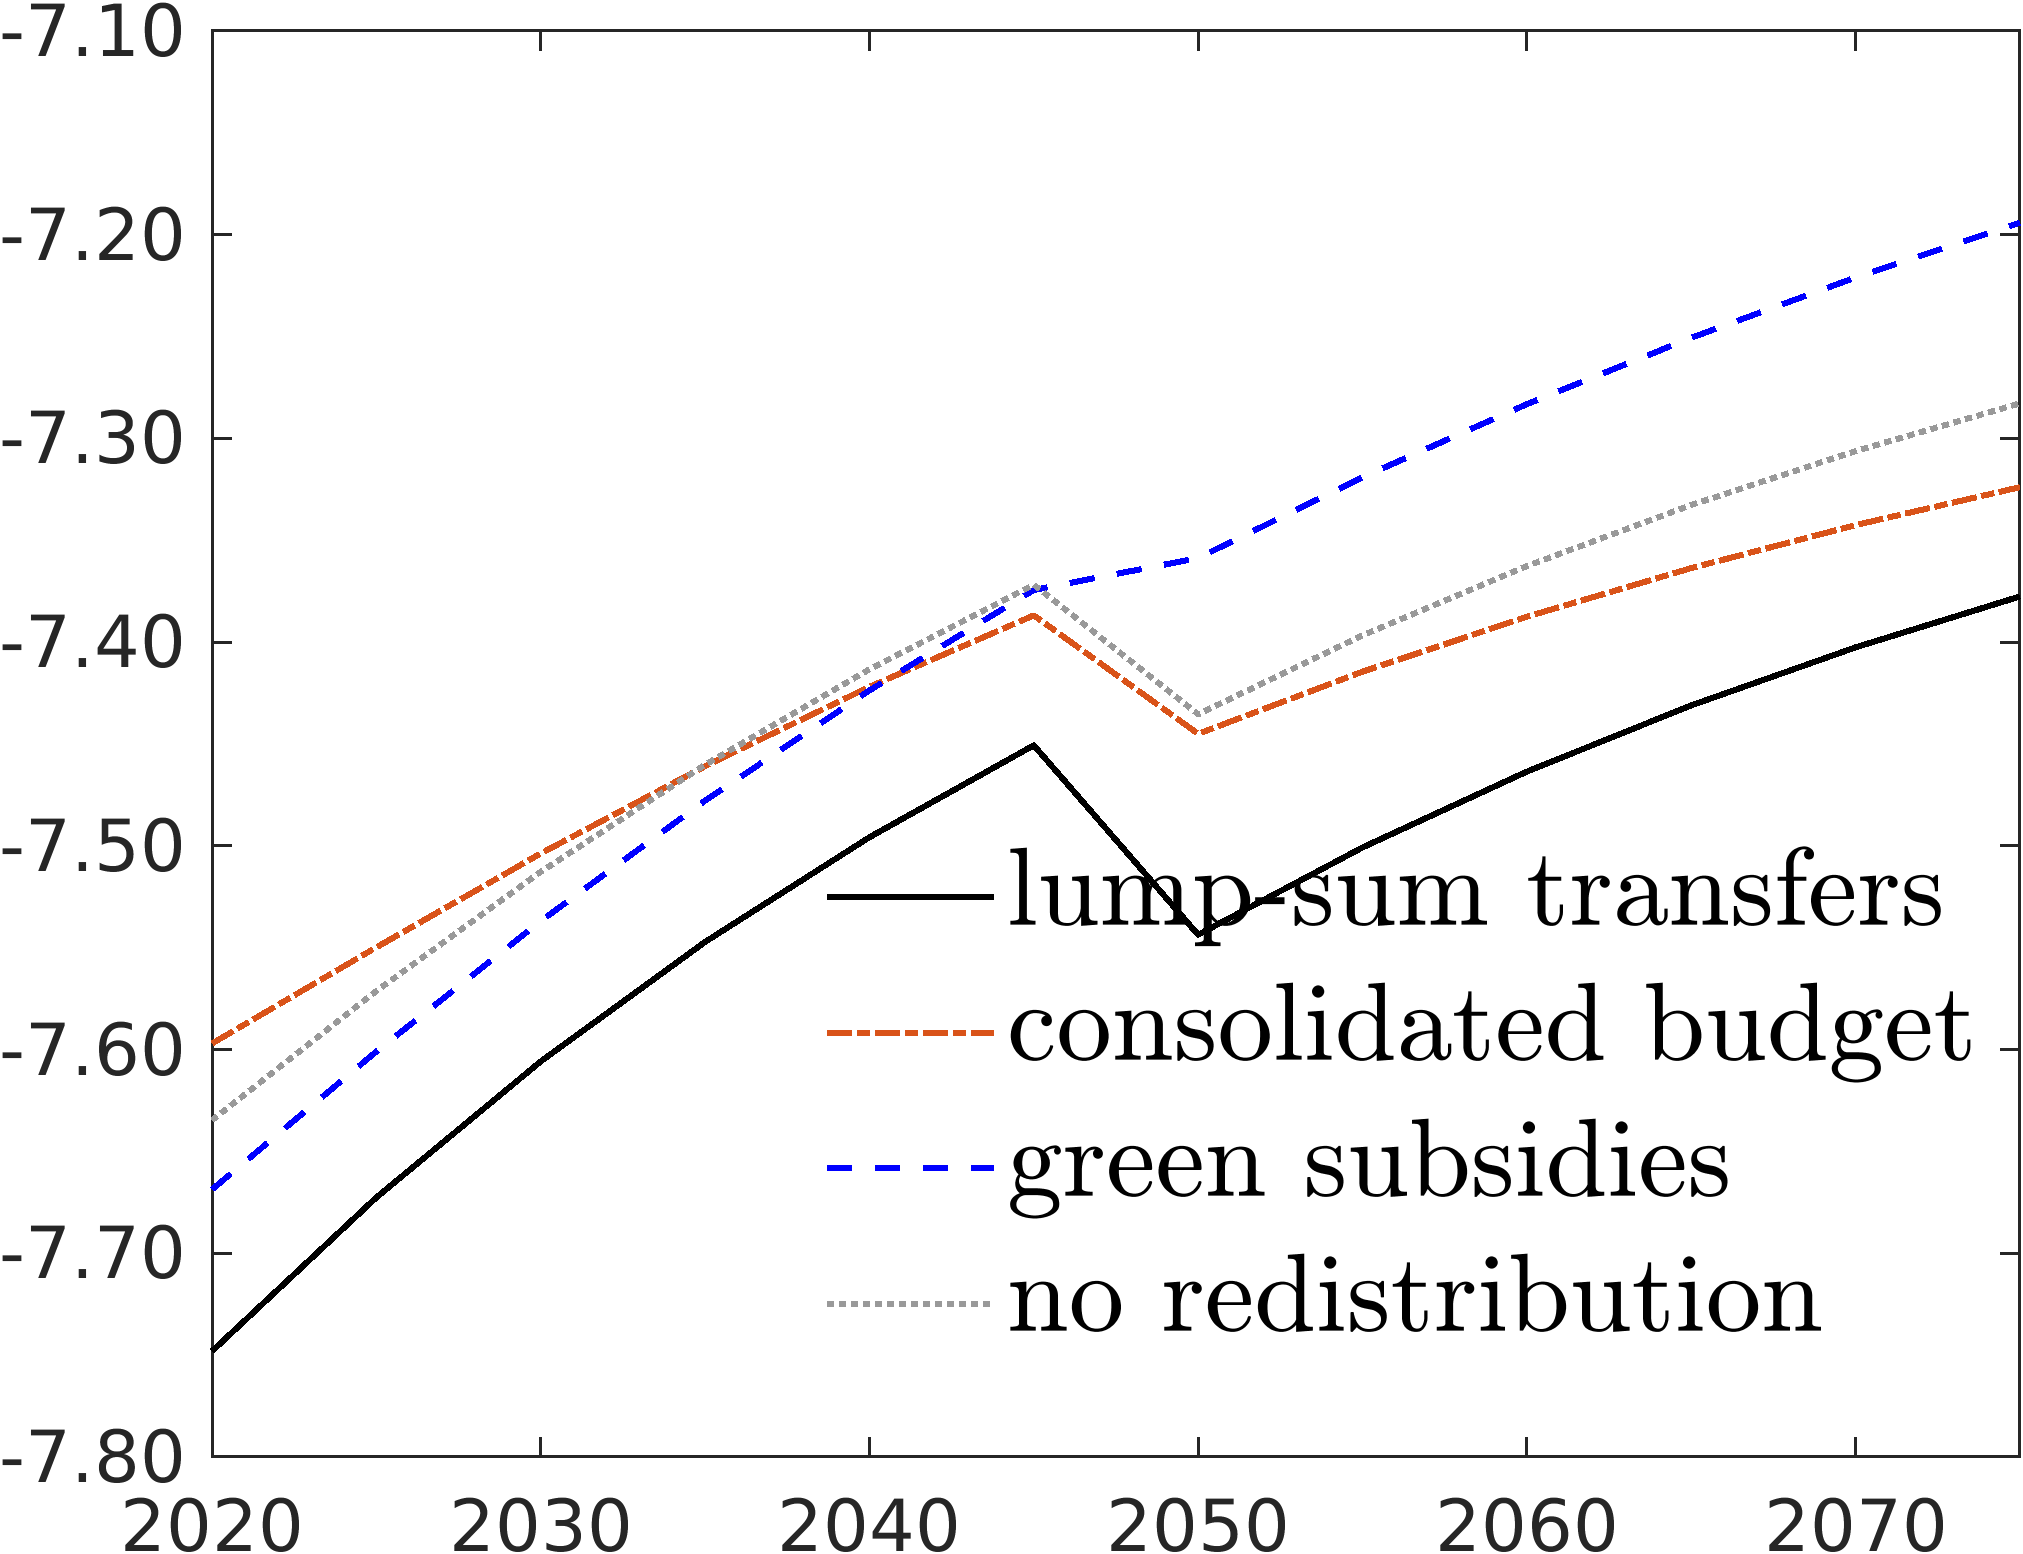 -7.10
-7.20
-7.30
-7.40
-7.50
-7.60
-7.70
-7.80
lump-sum transfers
consolidated budget
green subsidies
no redistribution
2020 2030 2040 2050 2060 2070